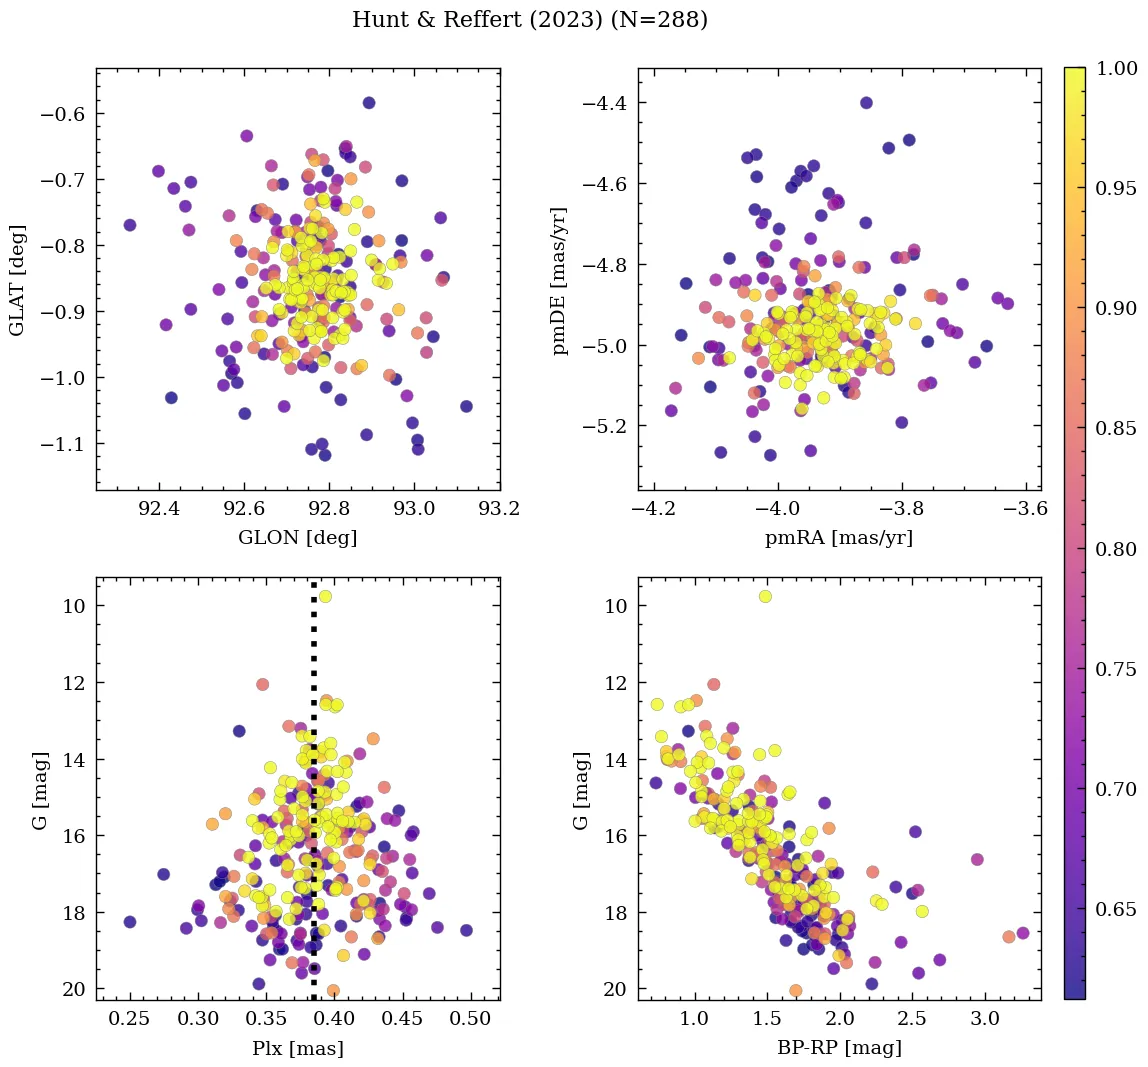 Hunt & Reffert (2023) (N=288)
GLAT [deg]
−0.6
−0.7
−0.8
−0.9
−1.0
−1.1
92.4 92.6 92.8 93.0 93.2
GLON [deg]
pmDE [mas/yr]
−4.4
−4.6
−4.8
−5.0
−5.2
−4.2 −4.0 −3.8 −3.6
pmRA [mas/yr]
G [mag]
10
12
14
16
18
20
0.25 0.30 0.35 0.40 0.45 0.50
Plx [mas]
G [mag]
10
12
14
16
18
20
1.0 1.5 2.0 2.5 3.0
BP-RP [mag]
1.00
0.95
0.90
0.85
0.80
0.75
0.70
0.65